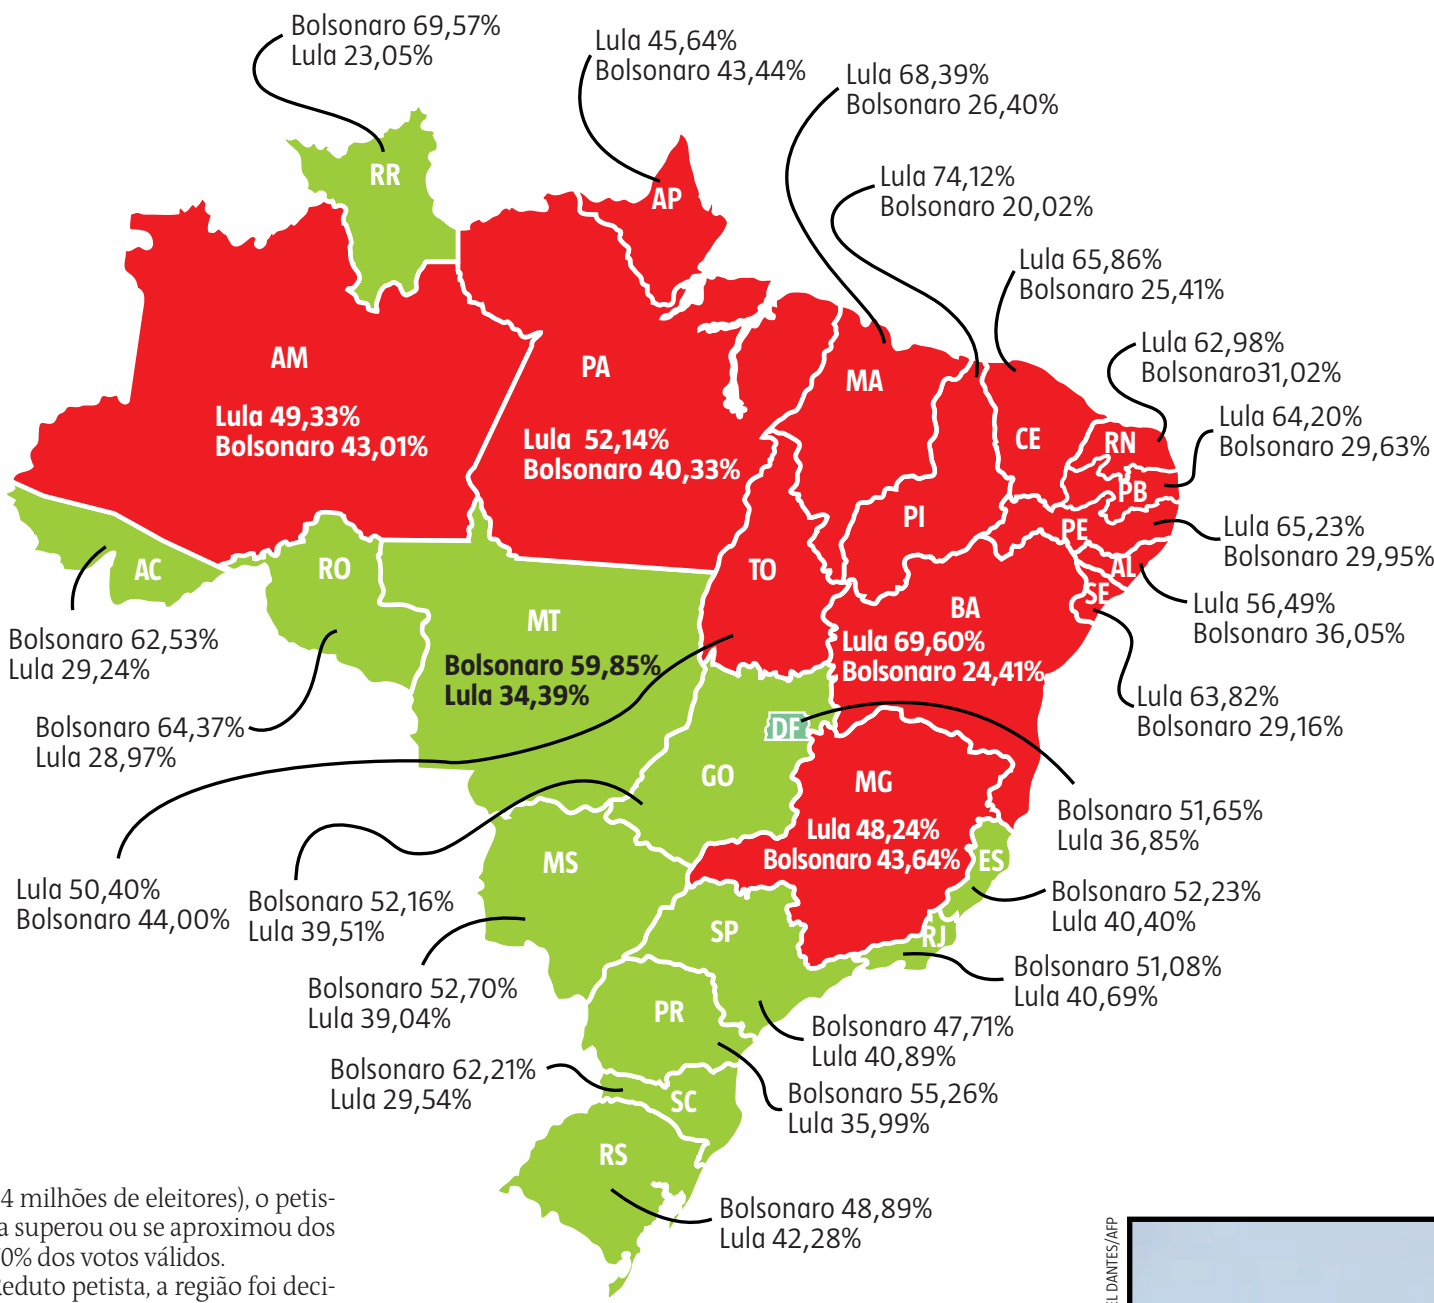 Bolsonaro 69,57%
Lula 23,05%
Lula 45,64%
Bolsonaro 43,44%
Lula 68,39%
Bolsonaro 26,40%
Lula 74,12%
Bolsonaro 20,02%
Lula 65,86%
Bolsonaro 25,41%
Lula 62,98%
Bolsonaro31,02%
Lula 64,20%
Bolsonaro 29,63%
Lula 65,23%
Bolsonaro 29,95%
Lula 56,49%
Bolsonaro 36,05%
Lula 63,82%
Bolsonaro 29,16%
RR
AP
AM
Lula 49,33%
Bolsonaro 43,01%
PA
Lula 52,14%
Bolsonaro 40,33%
MA
CE
RN
PB
PE
AL
SE
PI
TO
BA
Lula 69,60%
Bolsonaro 24,41%
AC
RO
MT
Bolsonaro 59,85%
Lula 34,39%
Bolsonaro 62,53%
Lula 29,24%
Bolsonaro 64,37%
Lula 28,97%
DF
GO
MG
Lula 48,24%
Bolsonaro 43,64%
ES
MS
SP
RJ
PR
SC
RS
Bolsonaro 51,65%
Lula 36,85%
Lula 50,40%
Bolsonaro 44,00%
Bolsonaro 52,16%
Lula 39,51%
Bolsonaro 52,23%
Lula 40,40%
Bolsonaro 52,70%
Lula 39,04%
Bolsonaro 51,08%
Lula 40,69%
Bolsonaro 47,71%
Lula 40,89%
Bolsonaro 62,21%
Lula 29,54%
Bolsonaro 55,26%
Lula 35,99%
Bolsonaro 48,89%
Lula 42,28%
4 milhões de eleitores), o petis-
a superou ou se aproximou dos
0% dos votos válidos.
Reduto petista, a região foi deci-
EL DANTES/AFP